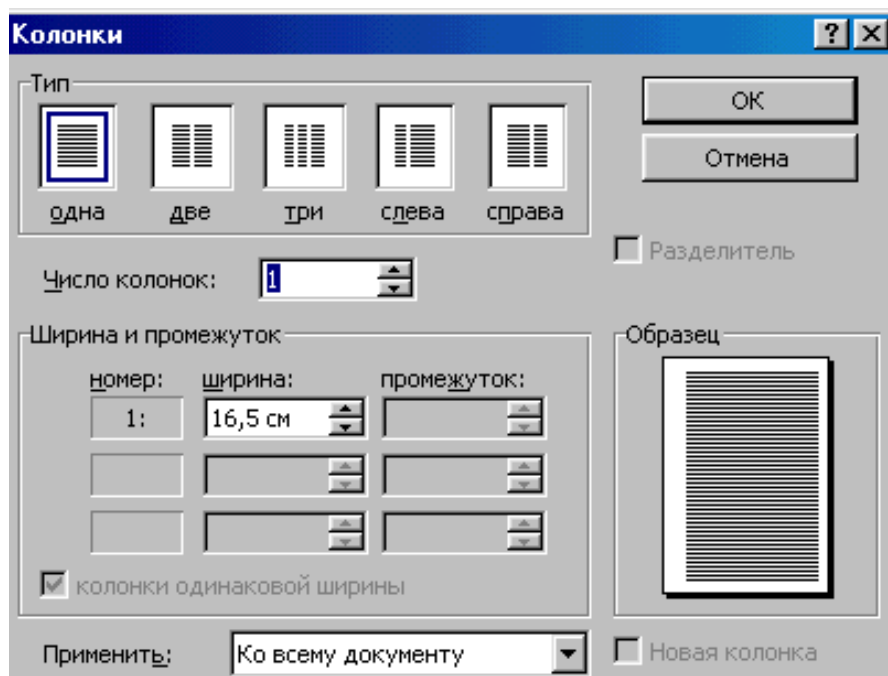 Колонки
Тип
ОК
Отмена
одна две три слева справа
Разделитель
Число колонок: 1
Ширина и промежуток
Образец
номер: ширина: промежуток:
1: 16,5 см
колонки одинаковой ширины
Применить: Ко всему документу
Новая колонка